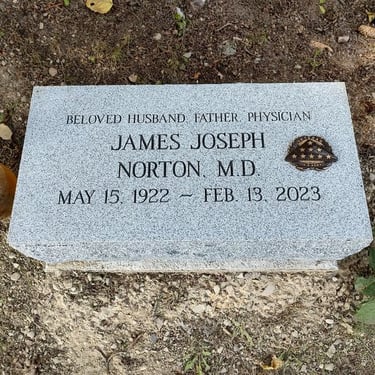 BELOVED HUSBAND, FATHER, PHYSICIAN
JAMES JOSEPH
NORTON, M.D.
MAY 15, 1922 ~ FEB. 13, 2023